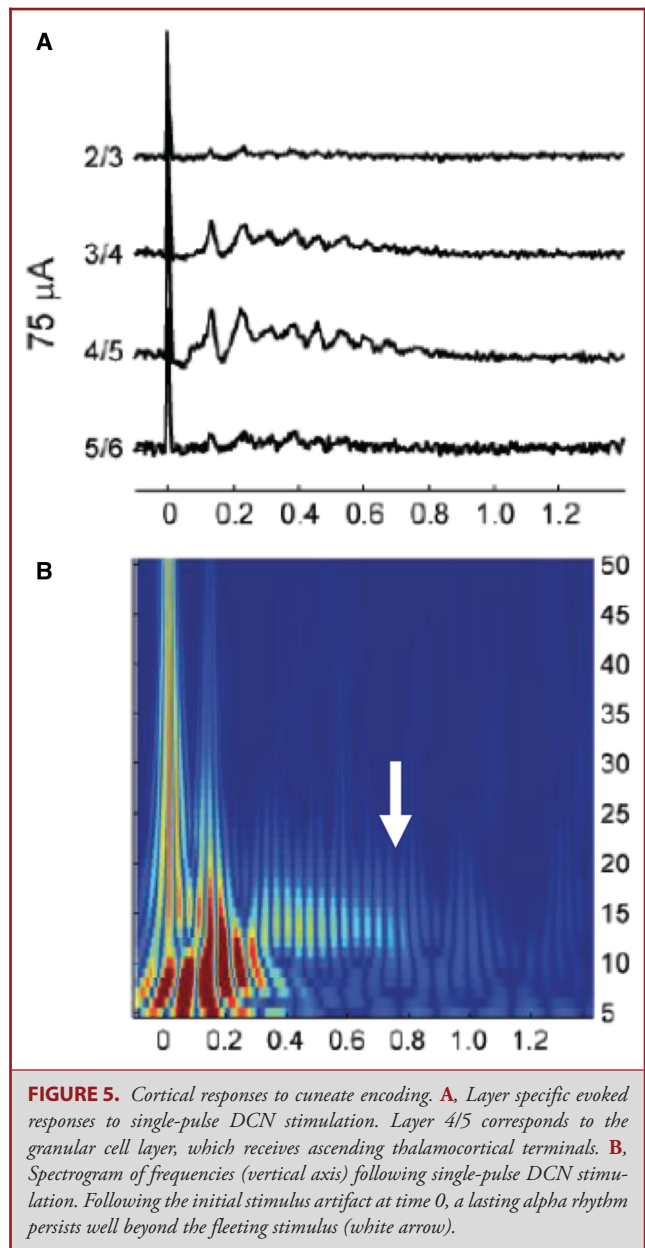 A
2/3
3/4
75 μA
4/5
5/6
0 0.2 0.4 0.6 0.8 1.0 1.2
B
50
45
40
35
30
25
20
15
10
5
0 0.2 0.4 0.6 0.8 1.0 1.2
FIGURE 5. Cortical responses to cuneate encoding. A, Layer specific evoked
responses to single-pulse DCN stimulation. Layer 4/5 corresponds to the
granular cell layer, which receives ascending thalamocortical terminals. B,
Spectrogram of frequencies (vertical axis) following single-pulse DCN stimu-
lation. Following the initial stimulus artifact at time 0, a lasting alpha rhythm
persists well beyond the fleeting stimulus (white arrow).